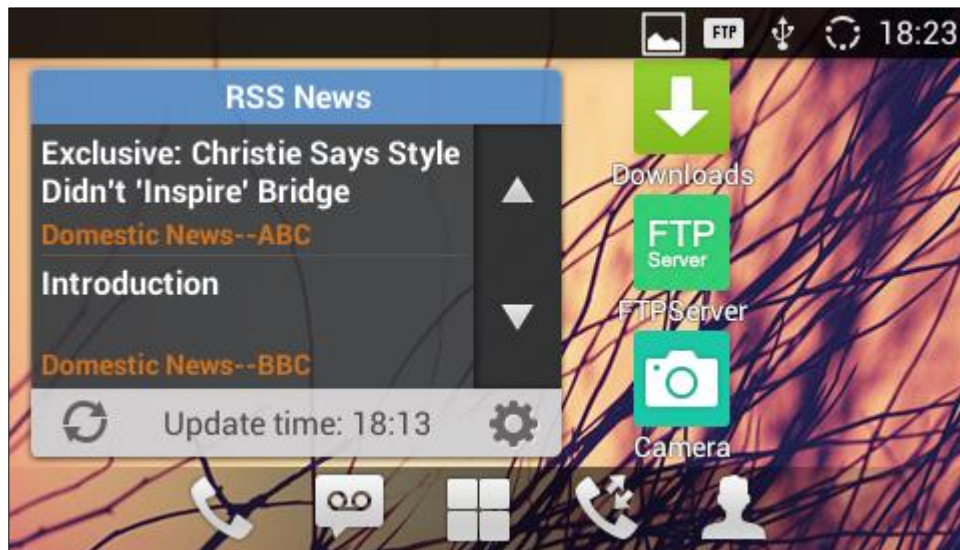 FTP
18:23
RSS News
Exclusive: Christie Says Style
Didn't 'Inspire' Bridge
Domestic News--ABC
Introduction
Domestic News--BBC
Update time: 18:13
Downloads
FTP
Server
FTPServer
Camera